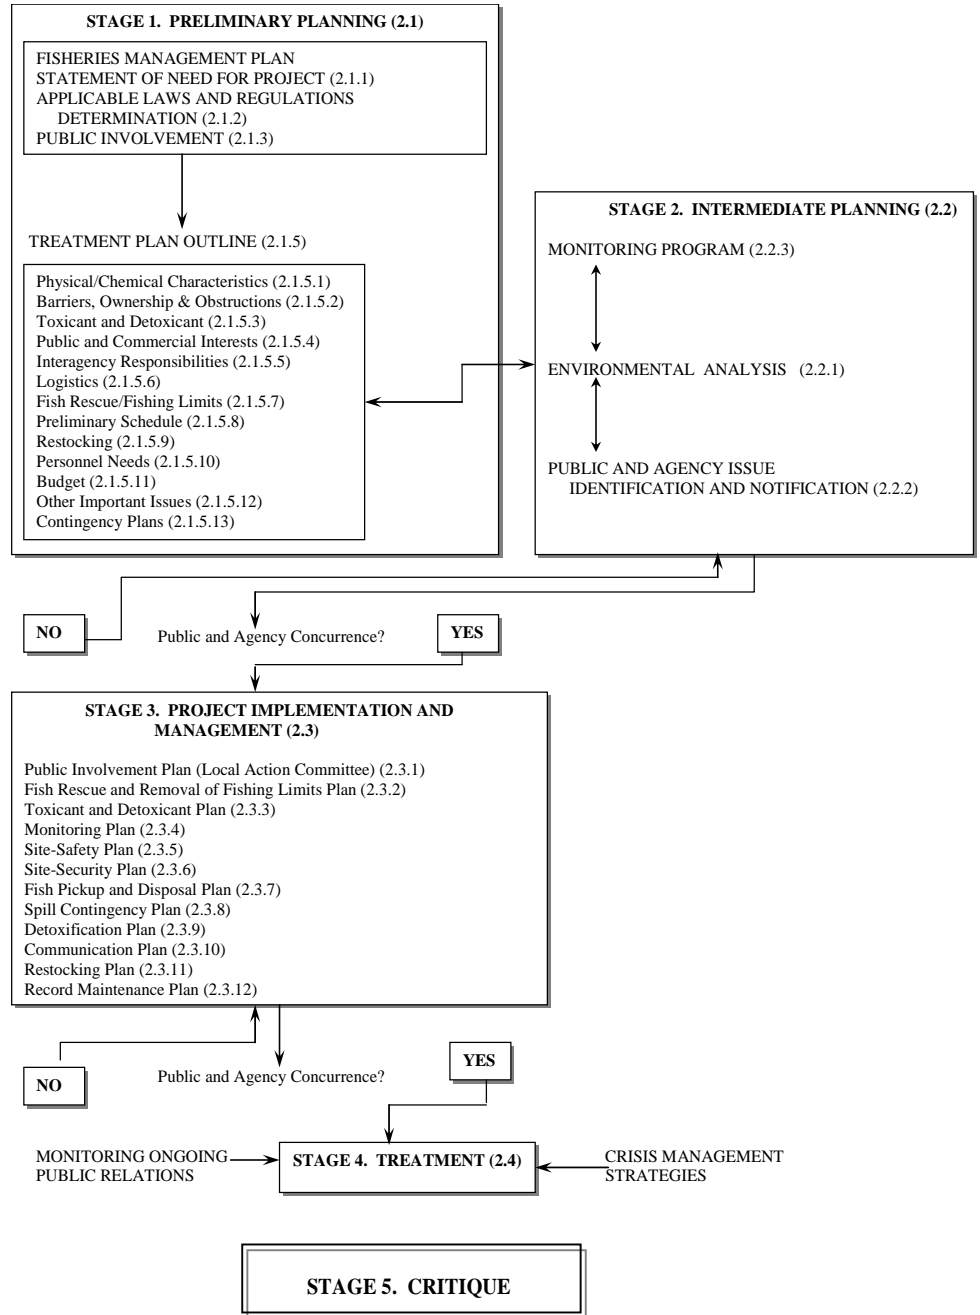 STAGE 1. PRELIMINARY PLANNING (2.1)
FISHERIES MANAGEMENT PLAN
STATEMENT OF NEED FOR PROJECT (2.1.1)
APPLICABLE LAWS AND REGULATIONS
DETERMINATION (2.1.2)
PUBLIC INVOLVEMENT (2.1.3)
TREATMENT PLAN OUTLINE (2.1.5)
Physical/Chemical Characteristics (2.1.5.1)
Barriers, Ownership & Obstructions (2.1.5.2)
Toxicant and Detoxicant (2.1.5.3)
Public and Commercial Interests (2.1.5.4)
Interagency Responsibilities (2.1.5.5)
Logistics (2.1.5.6)
Fish Rescue/Fishing Limits (2.1.5.7)
Preliminary Schedule (2.1.5.8)
Restocking (2.1.5.9)
Personnel Needs (2.1.5.10)
Budget (2.1.5.11)
Other Important Issues (2.1.5.12)
Contingency Plans (2.1.5.13)
STAGE 2. INTERMEDIATE PLANNING (2.2)
MONITORING PROGRAM (2.2.3)
ENVIRONMENTAL ANALYSIS (2.2.1)
PUBLIC AND AGENCY ISSUE
IDENTIFICATION AND NOTIFICATION (2.2.2)
NO
Public and Agency Concurrence?
YES
STAGE 3. PROJECT IMPLEMENTATION AND
MANAGEMENT (2.3)
Public Involvement Plan (Local Action Committee) (2.3.1)
Fish Rescue and Removal of Fishing Limits Plan (2.3.2)
Toxicant and Detoxicant Plan (2.3.3)
Monitoring Plan (2.3.4)
Site-Safety Plan (2.3.5)
Site-Security Plan (2.3.6)
Fish Pickup and Disposal Plan (2.3.7)
Spill Contingency Plan (2.3.8)
Detoxification Plan (2.3.9)
Communication Plan (2.3.10)
Restocking Plan (2.3.11)
Record Maintenance Plan (2.3.12)
NO
Public and Agency Concurrence?
YES
MONITORING ONGOING
PUBLIC RELATIONS
STAGE 4. TREATMENT (2.4)
CRISIS MANAGEMENT
STRATEGIES
STAGE 5. CRITIQUE